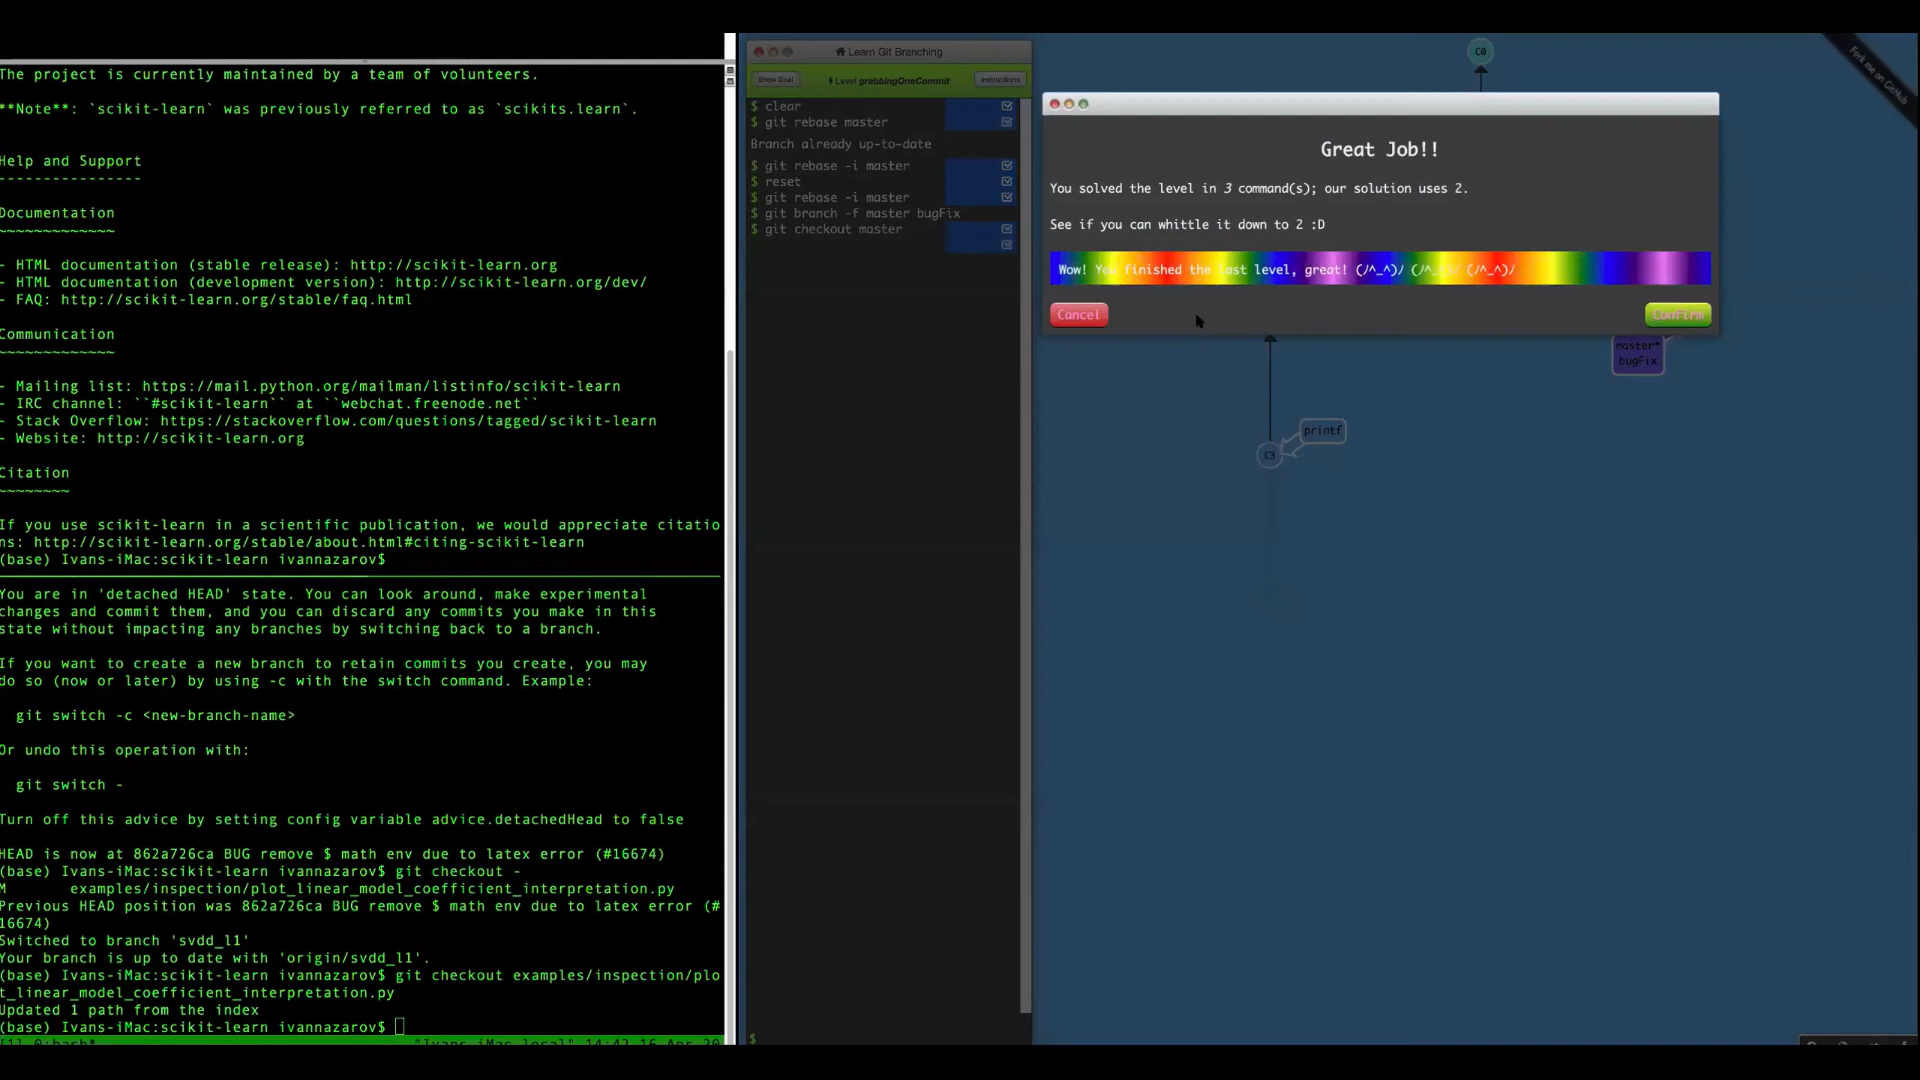 The project is currently maintained by a team of volunteers.
**Note**: `scikit-learn` was previously referred to as `scikits.learn`.
Help and Support
----------------
Documentation
~~~~~~~~~~~~~
- HTML documentation (stable release): http://scikit-learn.org
- HTML documentation (development version): http://scikit-learn.org/dev/
- FAQ: http://scikit-learn.org/stable/faq.html
Communication
~~~~~~~~~~~~~
- Mailing list: https://mail.python.org/mailman/listinfo/scikit-learn
- IRC channel: ``#scikit-learn`` at ``webchat.freenode.net``
- Stack Overflow: https://stackoverflow.com/questions/tagged/scikit-learn
- Website: http://scikit-learn.org
Citation
~~~~~~~~
If you use scikit-learn in a scientific publication, we would appreciate citatio
ns: http://scikit-learn.org/stable/about.html#citing-scikit-learn
(base) Ivans-iMac:scikit-learn ivannazarov$
You are in 'detached HEAD' state. You can look around, make experimental
changes and commit them, and you can discard any commits you make in this
state without impacting any branches by switching back to a branch.
If you want to create a new branch to retain commits you create, you may
do so (now or later) by using -c with the switch command. Example:
git switch -c <new-branch-name>
Or undo this operation with:
git switch -
Turn off this advice by setting config variable advice.detachedHead to false
HEAD is now at 862a726ca BUG remove $ math env due to latex error (#16674)
(base) Ivans-iMac:scikit-learn ivannazarov$ git checkout -
M examples/inspection/plot_linear_model_coefficient_interpretation.py
Previous HEAD position was 862a726ca BUG remove $ math env due to latex error (#
16674)
Switched to branch 'svdd_l1'
Your branch is up to date with 'origin/svdd_l1'.
(base) Ivans-iMac:scikit-learn ivannazarov$ git checkout examples/inspection/plo
t_linear_model_coefficient_interpretation.py
Updated 1 path from the index
(base) Ivans-iMac:scikit-learn ivannazarov$
[1] 0:bash* "Ivans-iMac.local" 14:42 16-Apr-20
Learn Git Branching
Show Goal
Level grabbingOneCommit
Instructions
$ clear
$ git rebase master
Branch already up-to-date
$ git rebase -i master
$ reset
$ git rebase -i master
$ git branch -f master bugFix
$ git checkout master
$
C0
Fork me on GitHub
Great Job!!
You solved the level in 3 command(s); our solution uses 2.
See if you can whittle it down to 2 :D
Wow! You finished the last level, great! (/^_^)/ (/^_^)/ (/^_^)/
Cancel
Confirm
master*
bugFix
printf
C3